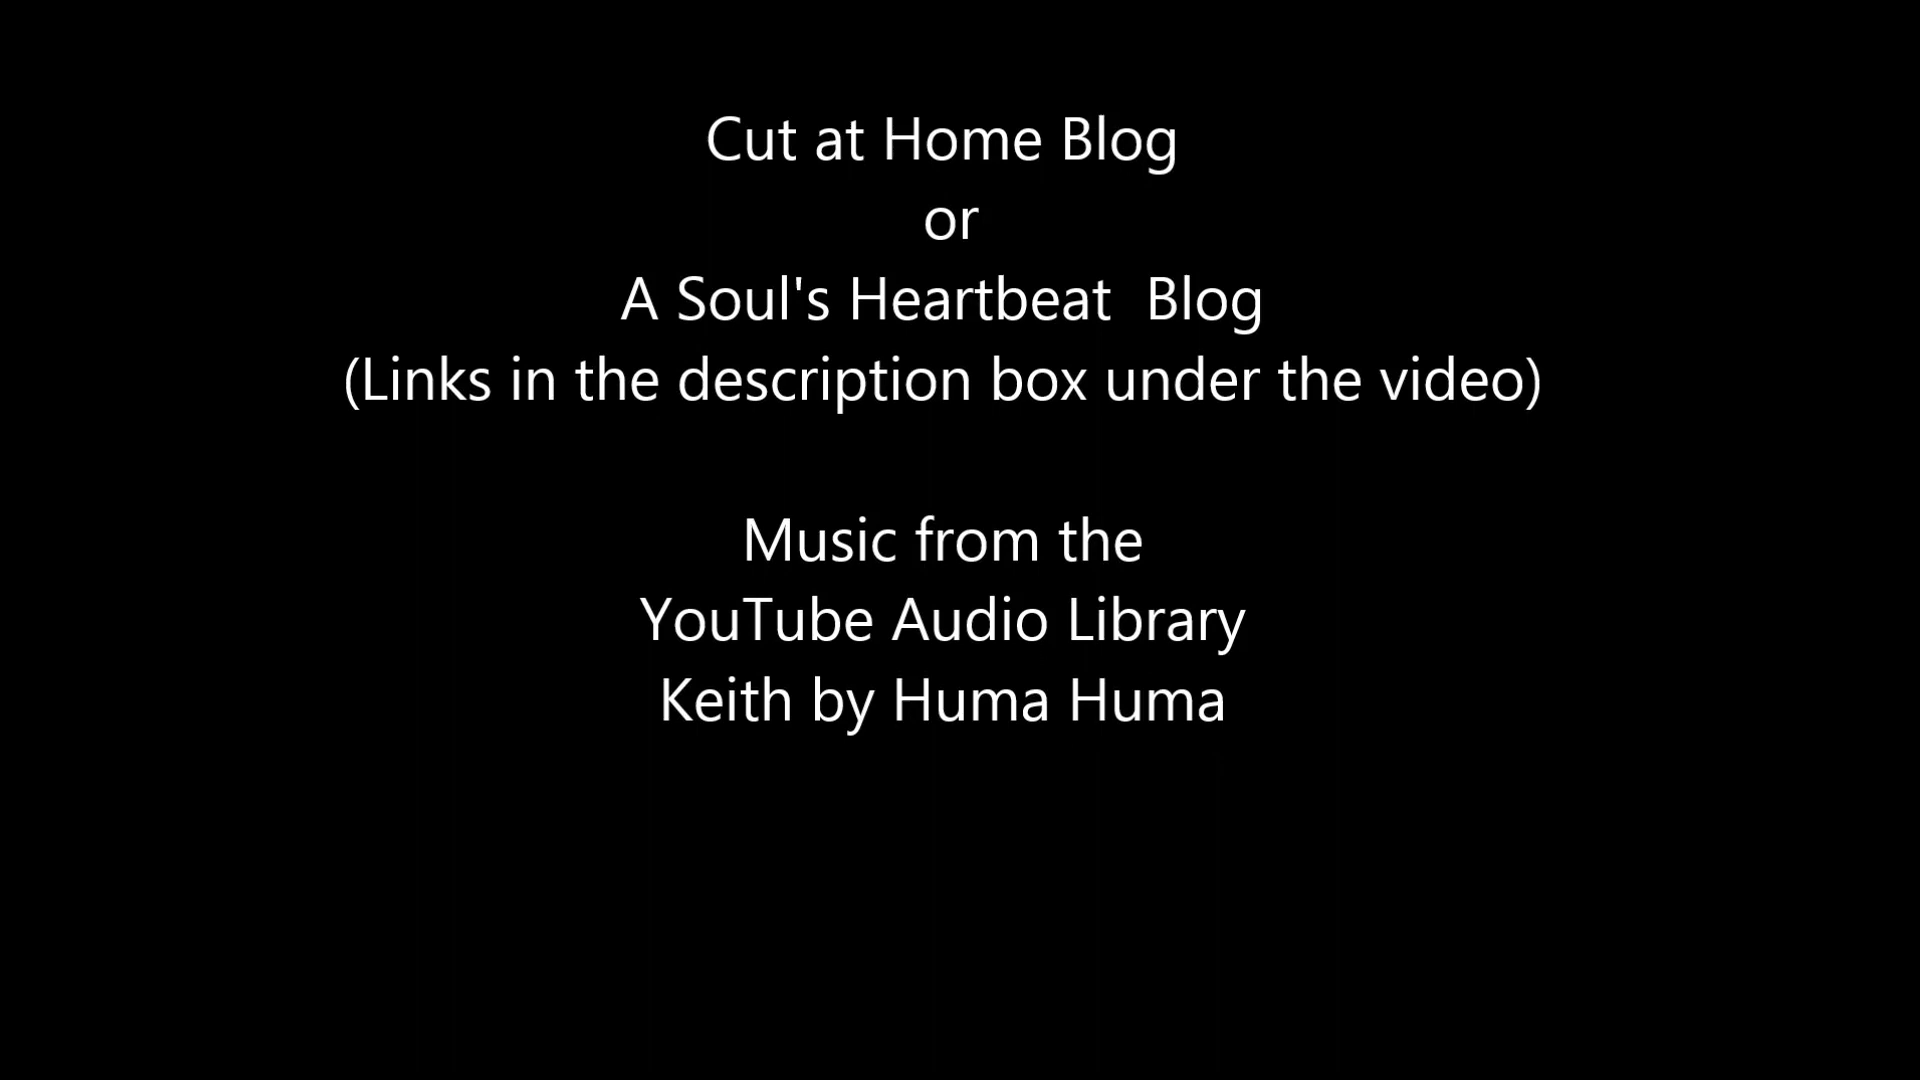 Cut at Home Blog
or
A Soul's Heartbeat  Blog
(Links in the description box under the video)
Music from the
YouTube Audio Library
Keith by Huma Huma